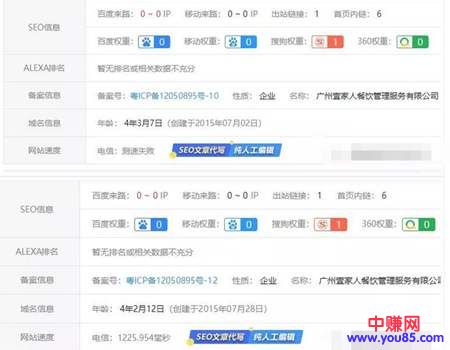 SEO信息
百度来路： 0 ~ 0 IP 移动来路： 0 ~ 0 IP 出站链接： 1 首页内链： 6
百度权重： 0 移动权重： 0 搜狗权重： 1 360权重： 0
ALEXA排名 暂无排名或相关数据不充分
备案信息 备案号： 粤ICP备12050895号-10 性质： 企业 名称： 广州壹家人餐饮管理服务有限公司
域名信息 年龄： 4年3月7日（创建于2015年07月02日）
网站速度 电信： 测速失败 SEO文章代写 纯人工编辑
SEO信息
百度来路： 0 ~ 0 IP 移动来路： 0 ~ 0 IP 出站链接： 1 首页内链： 6
百度权重： 0 移动权重： 0 搜狗权重： 1 360权重： 0
ALEXA排名 暂无排名或相关数据不充分
备案信息 备案号： 粤ICP备12050895号-12 性质： 企业 名称： 广州壹家人餐饮管理服务有限公司
域名信息 年龄： 4年2月12日（创建于2015年07月28日）
网站速度 电信： 1225.954毫秒 SEO文章代写 纯人工编辑
中赚网
www.you85.com